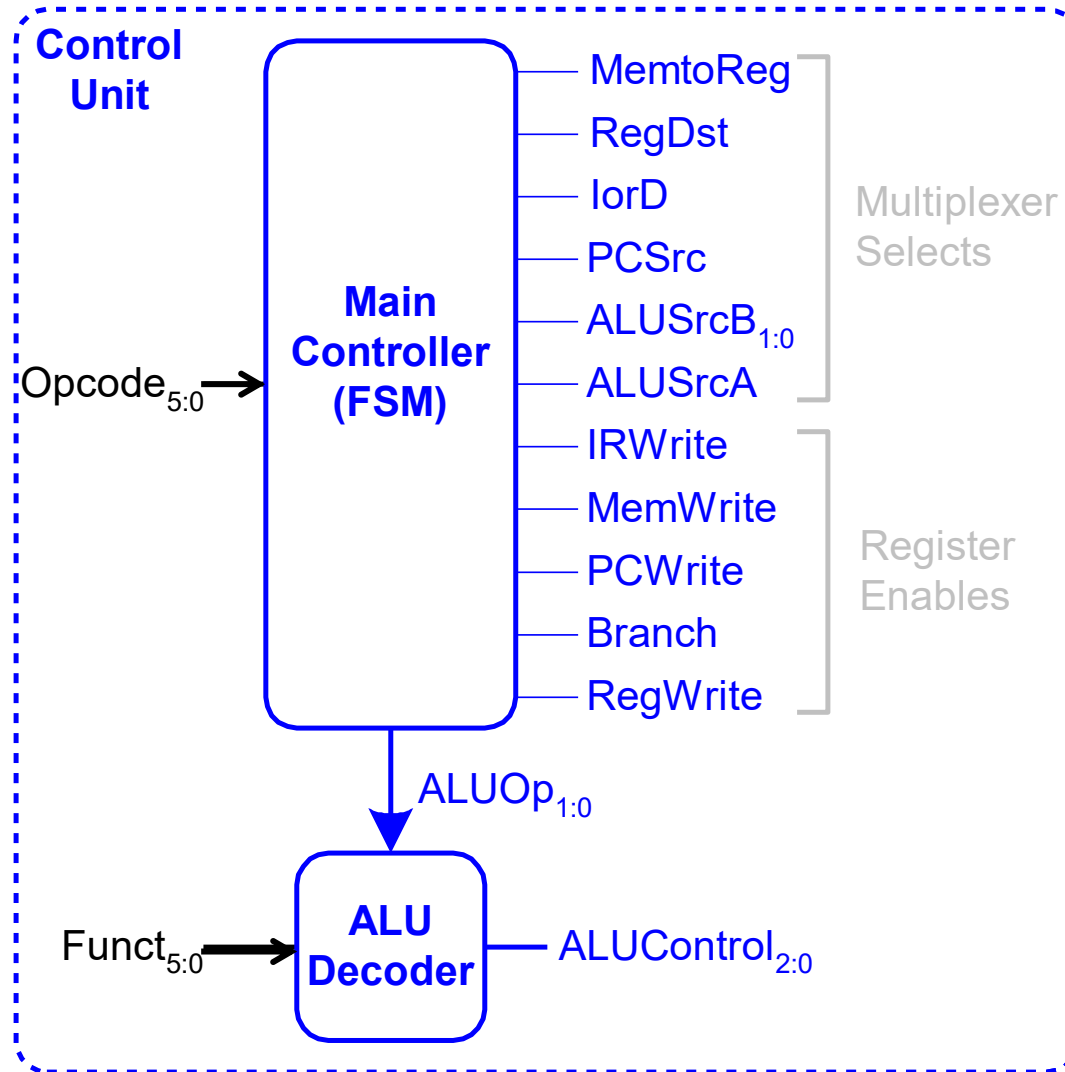 Control
Unit
MemtoReg
RegDst
IorD
PCSrc
ALUSrcB1:0
ALUSrcA
IRWrite
MemWrite
PCWrite
Branch
RegWrite
Multiplexer
Selects
Register
Enables
Main
Controller
(FSM)
Opcode5:0
ALUOp1:0
ALU
Decoder
Funct5:0
ALUControl2:0